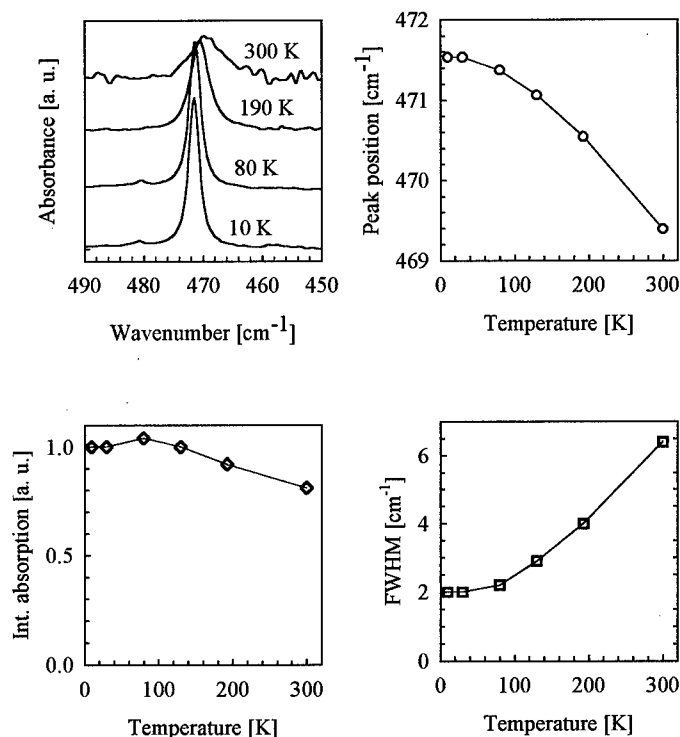 Absorbance [a. u.]
300 K
190 K
80 K
10 K
490 480 470 460 450
Wavenumber [cm-1]
Peak position [cm-1]
472
471
470
469
0 100 200 300
Temperature [K]
Int. absorption [a. u.]
1.0
0.5
0.0
0 100 200 300
Temperature [K]
FWHM [cm-1]
6
4
2
0
0 100 200 300
Temperature [K]